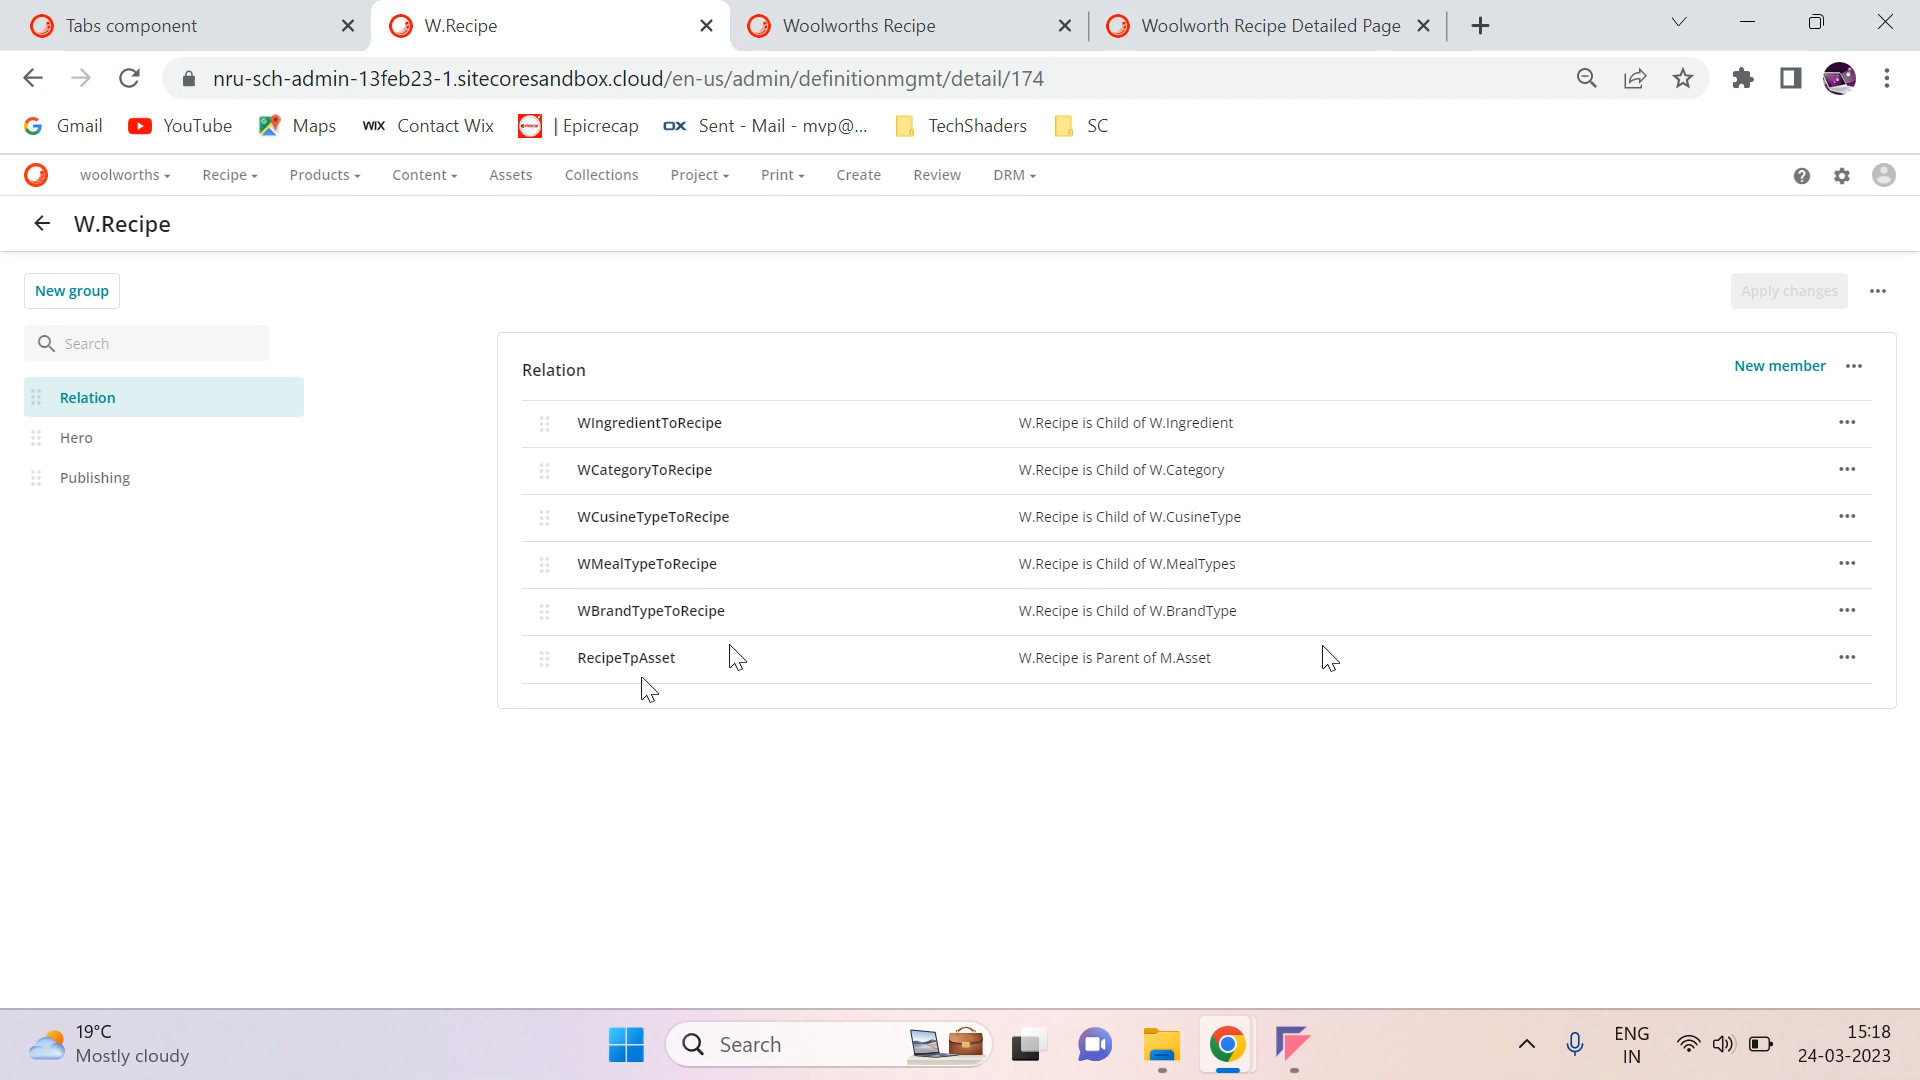 Tabs component
W.Recipe
Woolworths Recipe
Woolworth Recipe Detailed Page
nru-sch-admin-13feb23-1.sitecoresandbox.cloud/en-us/admin/definitionmgmt/detail/174
Gmail
YouTube
Maps
WIX Contact Wix
| Epicrecap
OX Sent - Mail - mvp@...
TechShaders
SC
woolworths
Recipe
Products
Content
Assets
Collections
Project
Print
Create
Review
DRM
W.Recipe
New group
Apply changes
Search
Relation
Hero
Publishing
Relation
New member
WIngredientToRecipe W.Recipe is Child of W.Ingredient
WCategoryToRecipe W.Recipe is Child of W.Category
WCusineTypeToRecipe W.Recipe is Child of W.CusineType
WMealTypeToRecipe W.Recipe is Child of W.MealTypes
WBrandTypeToRecipe W.Recipe is Child of W.BrandType
RecipeTpAsset W.Recipe is Parent of M.Asset
19°C
Mostly cloudy
Search
ENG
IN
15:18
24-03-2023